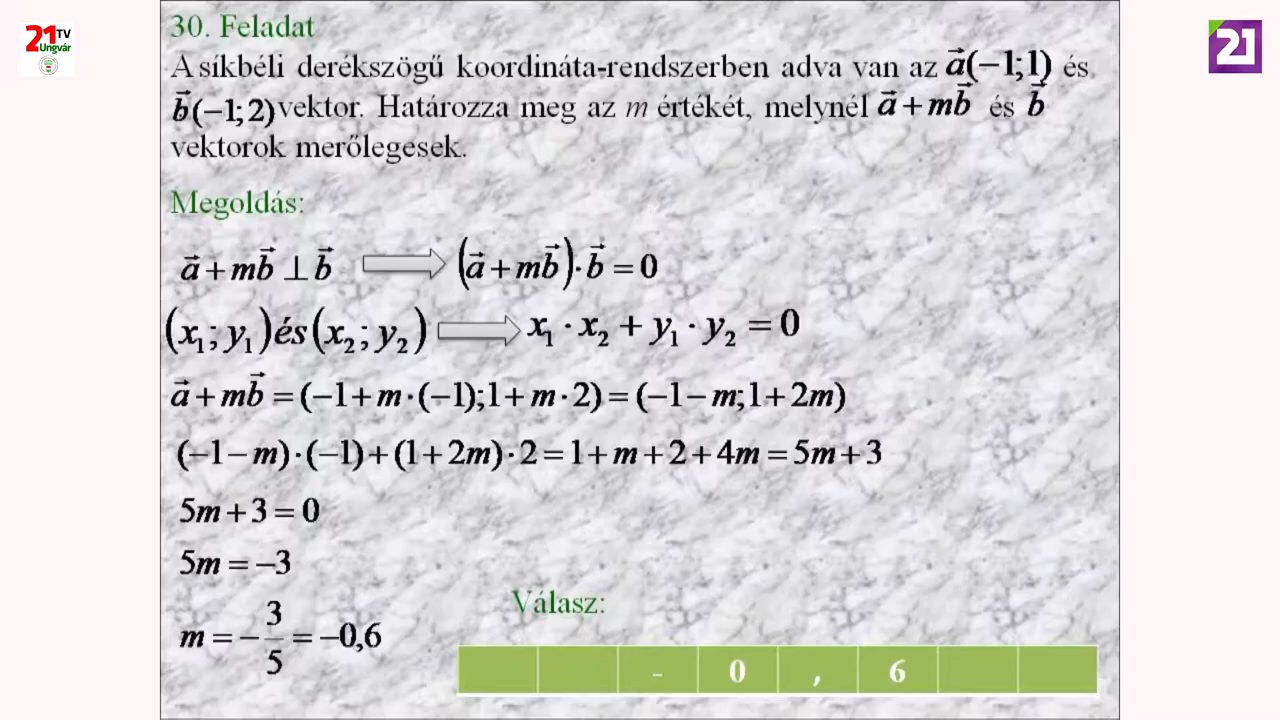 21 TV
Ungvár
21
30. Feladat
A síkbéli derékszögű koordináta-rendszerben adva van az a⃗(−1;1) és
b⃗(−1;2) vektor. Határozza meg az m értékét, melynél a⃗+mb⃗ és b⃗
vektorok merőlegesek.
Megoldás:
a⃗+mb⃗ ⊥ b⃗ ⇒ (a⃗+mb⃗)·b⃗=0
(x₁;y₁)és(x₂;y₂) ⇒ x₁·x₂+y₁·y₂=0
a⃗+mb⃗=(−1+m·(−1);1+m·2)=(−1−m;1+2m)
(−1−m)·(−1)+(1+2m)·2=1+m+2+4m=5m+3
5m+3=0
5m=−3
m=−3/5=−0,6
Válasz:
- 0 , 6